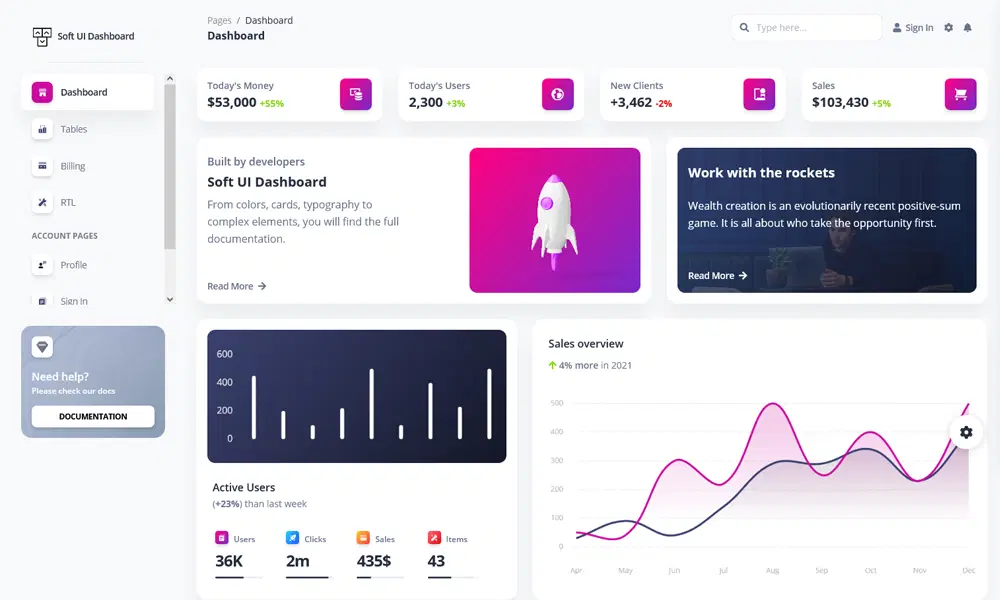 Soft UI Dashboard
Pages / Dashboard
Dashboard
Type here...
Sign In
Dashboard
Tables
Billing
RTL
ACCOUNT PAGES
Profile
Sign In
Need help?
Please check our docs
DOCUMENTATION
Today's Money
$53,000 +55%
Today's Users
2,300 +3%
New Clients
+3,462 -2%
Sales
$103,430 +5%
Built by developers
Soft UI Dashboard
From colors, cards, typography to
complex elements, you will find the full
documentation.
Read More
Work with the rockets
Wealth creation is an evolutionarily recent positive-sum
game. It is all about who take the opportunity first.
Read More
600
400
200
0
Active Users
(+23%) than last week
Users
Clicks
Sales
Items
36K
2m
435$
43
Sales overview
4% more in 2021
500
400
300
200
100
0
Apr May Jun Jul Aug Sep Oct Nov Dec